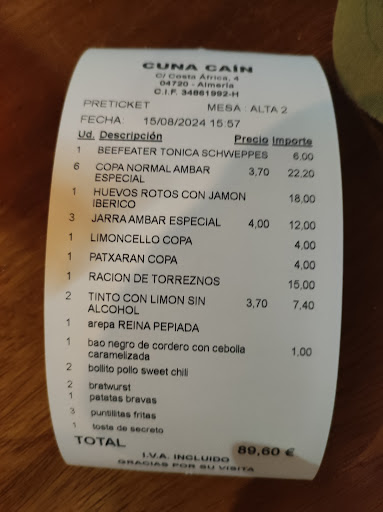 CUNA CAÍN
C/ Costa África, 4
04720 - Almeria
C.I.F. 34861992-H
PRETICKET MESA: ALTA 2
FECHA: 15/08/2024 15:57
Ud. Descripción Precio Importe
1 BEEFEATER TONICA SCHWEPPES 6,00
6 COPA NORMAL AMBAR 3,70 22,20
ESPECIAL
1 HUEVOS ROTOS CON JAMON 18,00
IBERICO
3 JARRA AMBAR ESPECIAL 4,00 12,00
1 LIMONCELLO COPA 4,00
1 PATXARAN COPA 4,00
1 RACION DE TORREZNOS 15,00
2 TINTO CON LIMON SIN 3,70 7,40
ALCOHOL
1 arepa REINA PEPIADA
1 bao negro de cordero con cebolla 1,00
caramelizada
2 bollito pollo sweet chili
2 bratwurst
1 patatas bravas
3 puntillitas fritas
1 tosta de secreto
TOTAL 89,60 €
I.V.A. INCLUIDO
GRACIAS POR SU VISITA